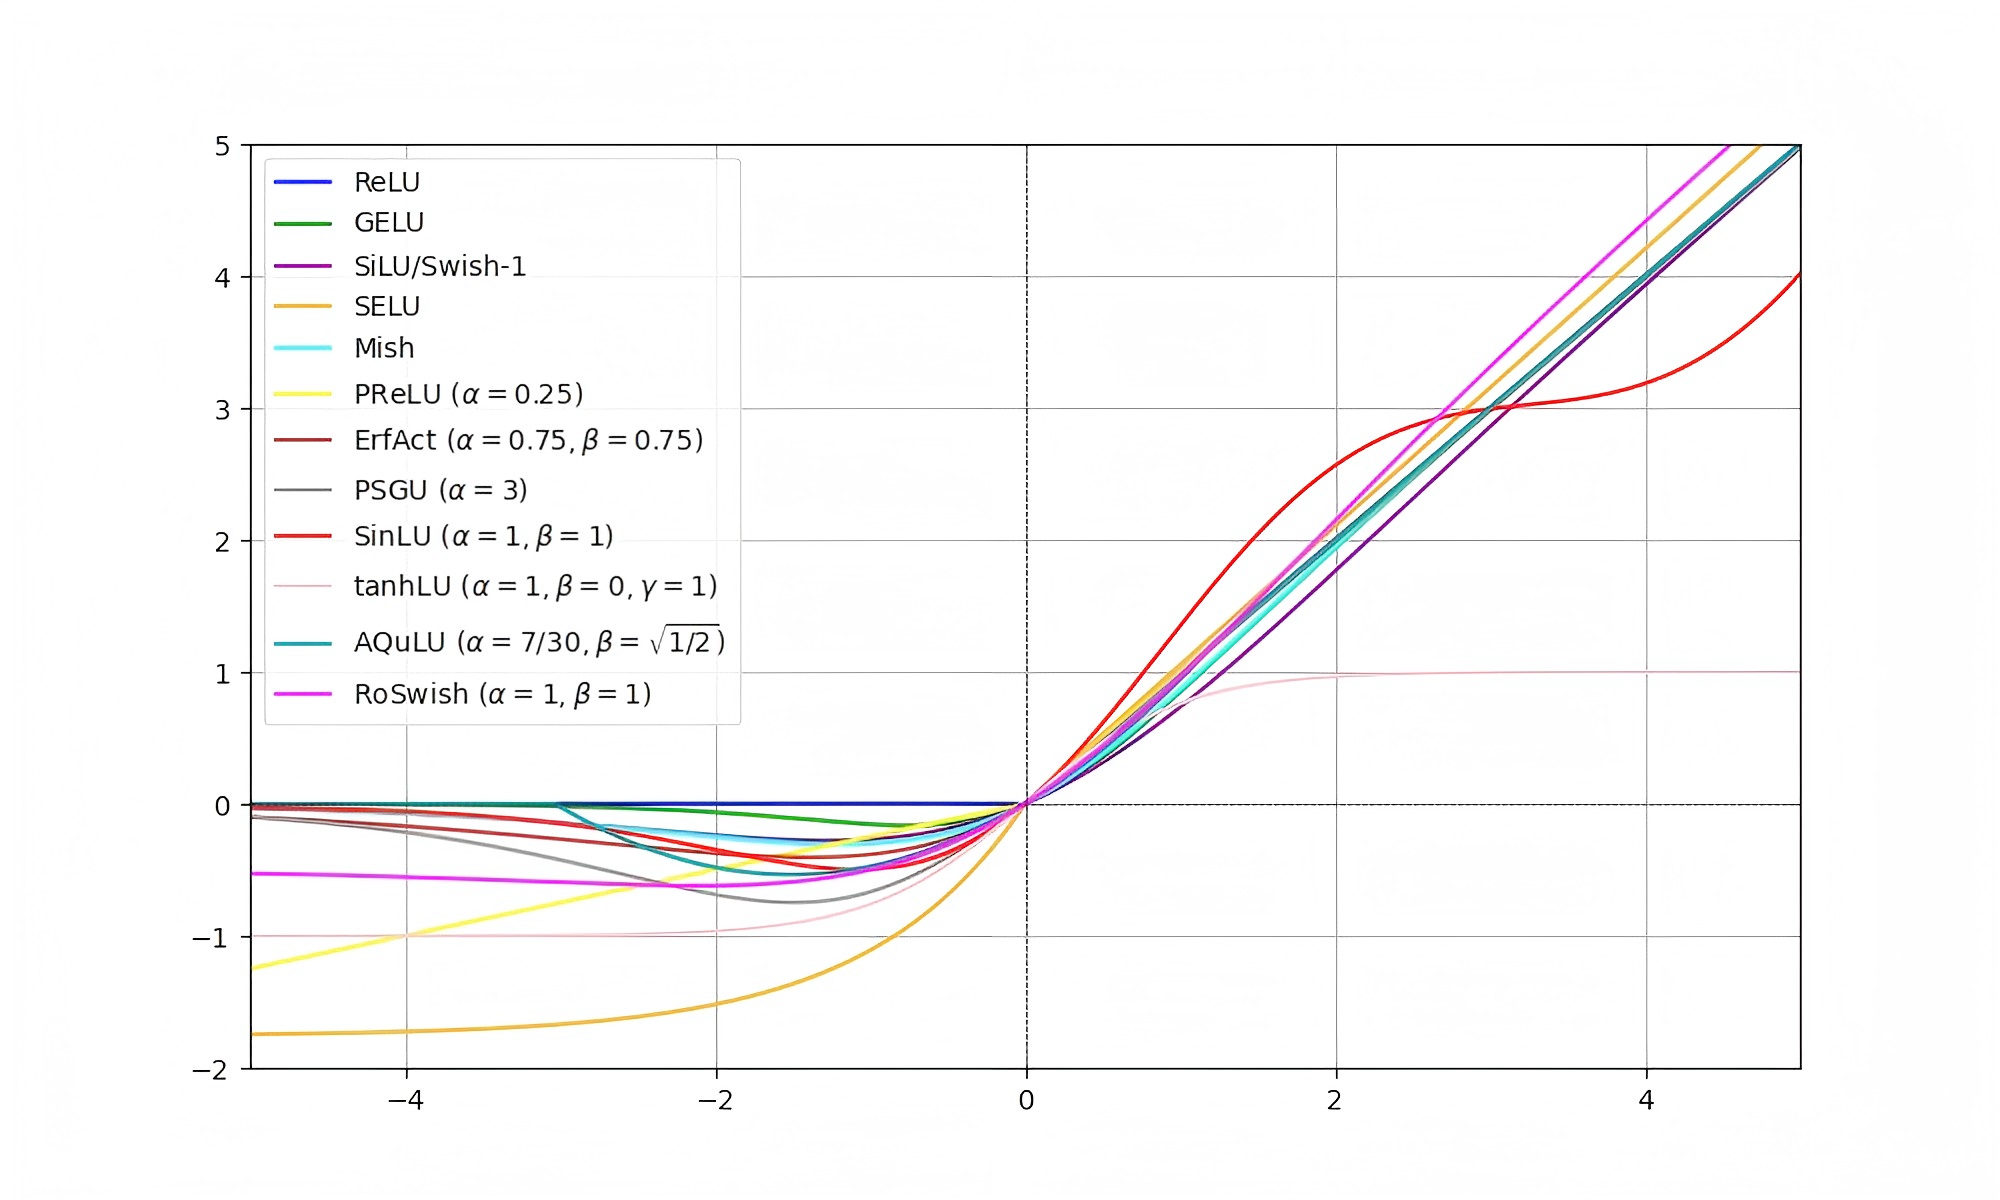 5
4
3
2
1
0
−1
−2
ReLU
GELU
SiLU/Swish-1
SELU
Mish
PReLU (α = 0.25)
ErfAct (α = 0.75, β = 0.75)
PSGU (α = 3)
SinLU (α = 1, β = 1)
tanhLU (α = 1, β = 0, γ = 1)
AQuLU (α = 7/30, β = √1/2)
RoSwish (α = 1, β = 1)
−4 −2 0 2 4